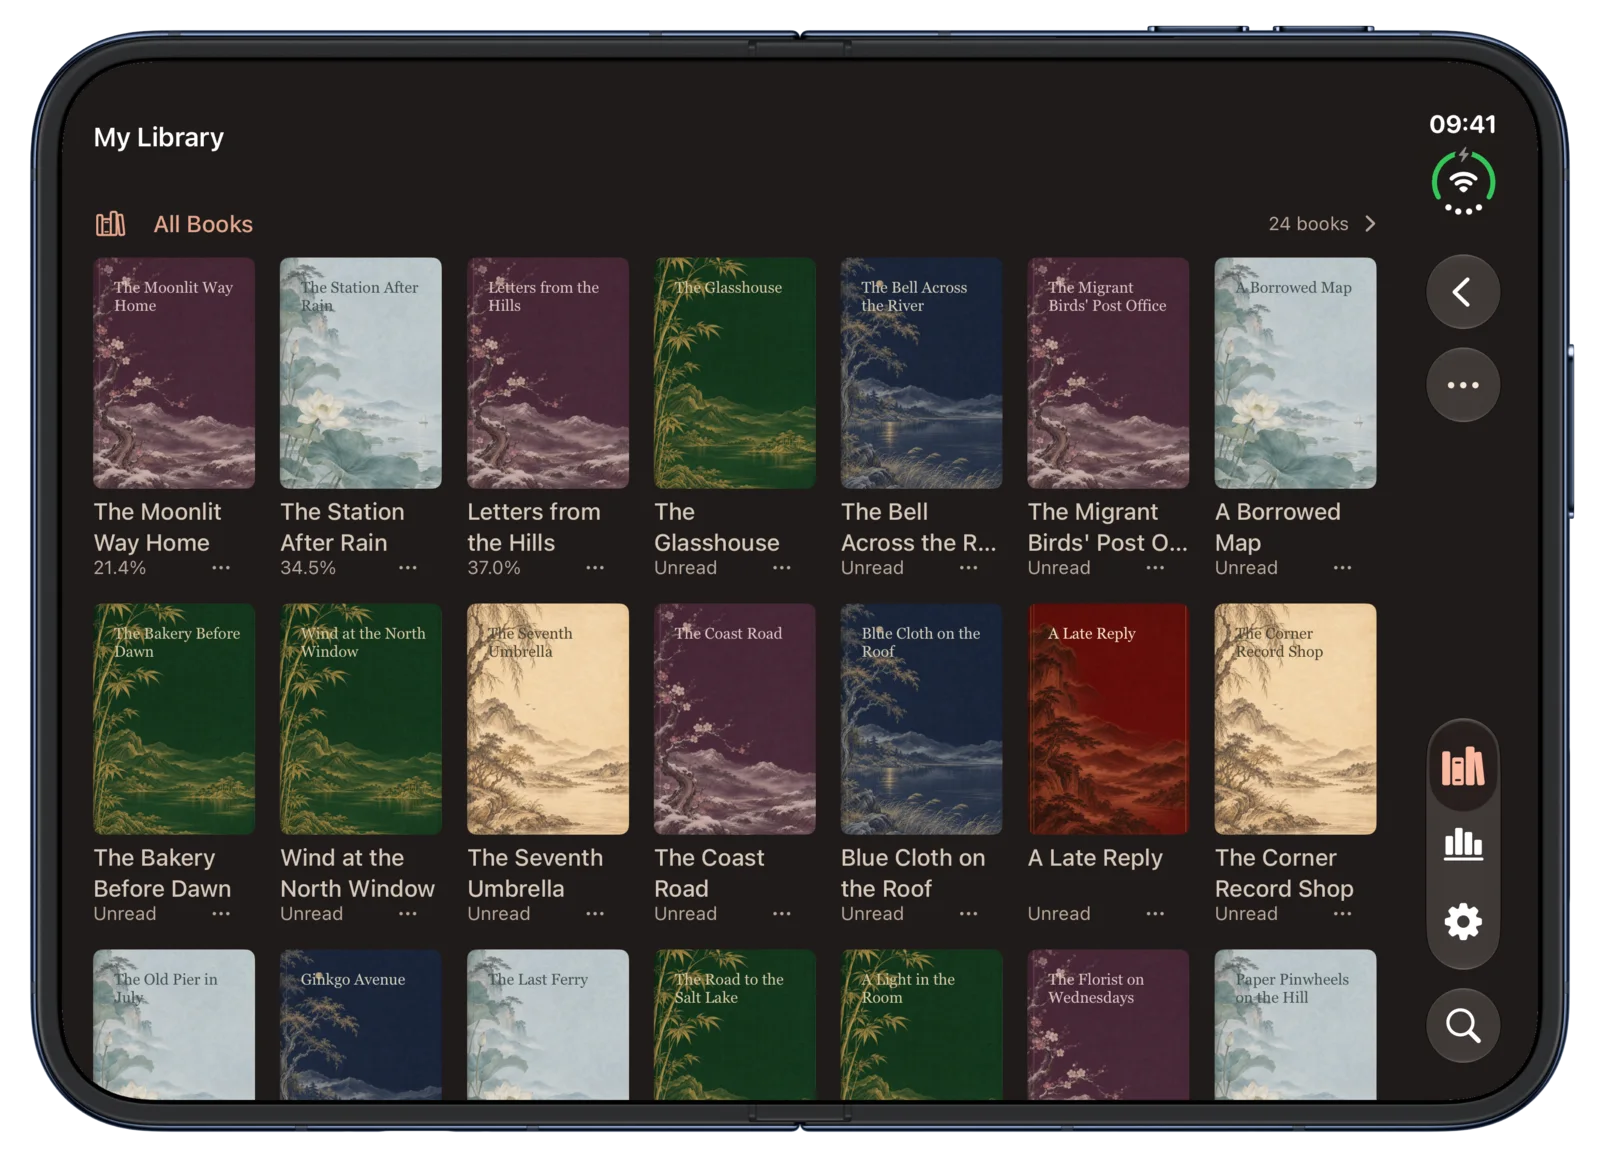 My Library
09:41
All Books
24 books
The Moonlit Way
Home
The Station After
Rain
Letters from the
Hills
The Glasshouse
The Bell Across
the River
The Migrant
Birds' Post Office
A Borrowed Map
The Moonlit
Way Home
21.4%
The Station
After Rain
34.5%
Letters from
the Hills
37.0%
The
Glasshouse
Unread
The Bell
Across the R...
Unread
The Migrant
Birds' Post O...
Unread
A Borrowed
Map
Unread
The Bakery Before
Dawn
Wind at the North
Window
The Seventh
Umbrella
The Coast Road
Blue Cloth on the
Roof
A Late Reply
The Corner
Record Shop
The Bakery
Before Dawn
Unread
Wind at the
North Window
Unread
The Seventh
Umbrella
Unread
The Coast
Road
Unread
Blue Cloth on
the Roof
Unread
A Late Reply
Unread
The Corner
Record Shop
Unread
The Old Pier in
July
Ginkgo Avenue
The Last Ferry
The Road to the
Salt Lake
A Light in the
Room
The Florist on
Wednesdays
Paper Pinwheels
on the Hill